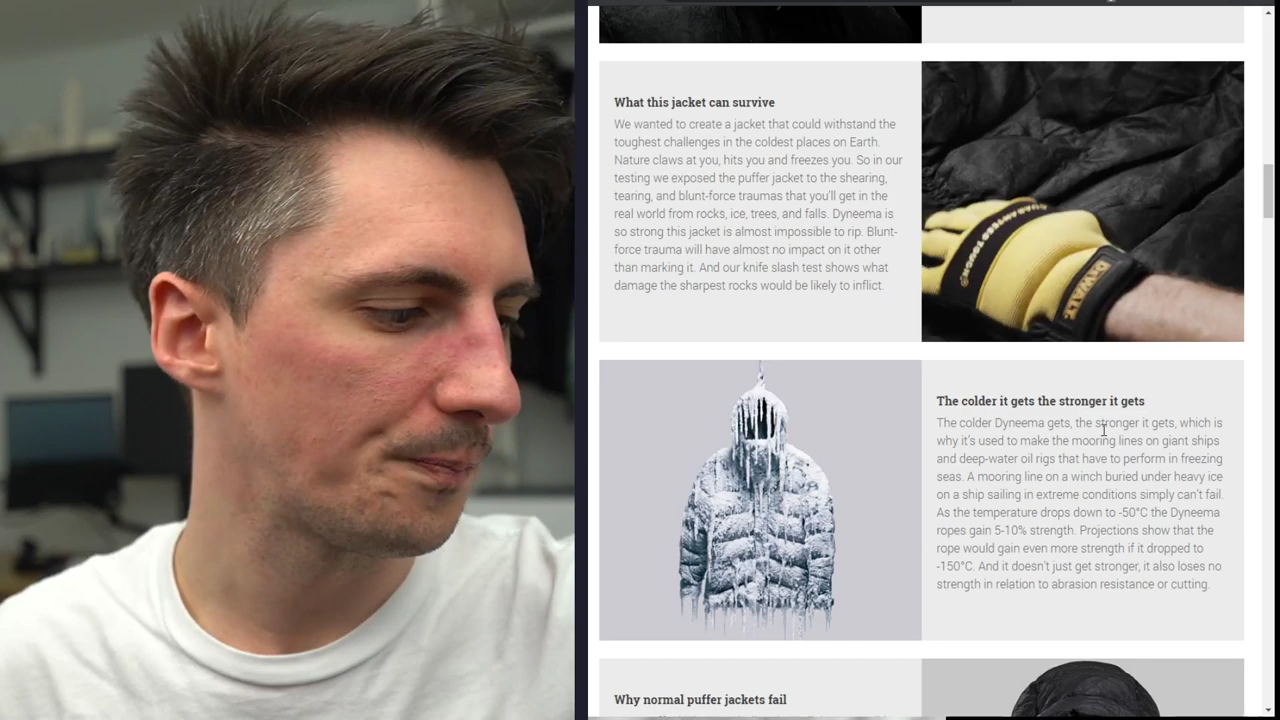 What this jacket can survive
We wanted to create a jacket that could withstand the
toughest challenges in the coldest places on Earth.
Nature claws at you, hits you and freezes you. So in our
testing we exposed the puffer jacket to the shearing,
tearing, and blunt-force traumas that you'll get in the
real world from rocks, ice, trees, and falls. Dyneema is
so strong this jacket is almost impossible to rip. Blunt-
force trauma will have almost no impact on it other
than marking it. And our knife slash test shows what
damage the sharpest rocks would be likely to inflict.
GUARANTEED TOUGH.
DEWALT
The colder it gets the stronger it gets
The colder Dyneema gets, the stronger it gets, which is
why it's used to make the mooring lines on giant ships
and deep-water oil rigs that have to perform in freezing
seas. A mooring line on a winch buried under heavy ice
on a ship sailing in extreme conditions simply can't fail.
As the temperature drops down to -50°C the Dyneema
ropes gain 5-10% strength. Projections show that the
rope would gain even more strength if it dropped to
-150°C. And it doesn't just get stronger, it also loses no
strength in relation to abrasion resistance or cutting.
Why normal puffer jackets fail